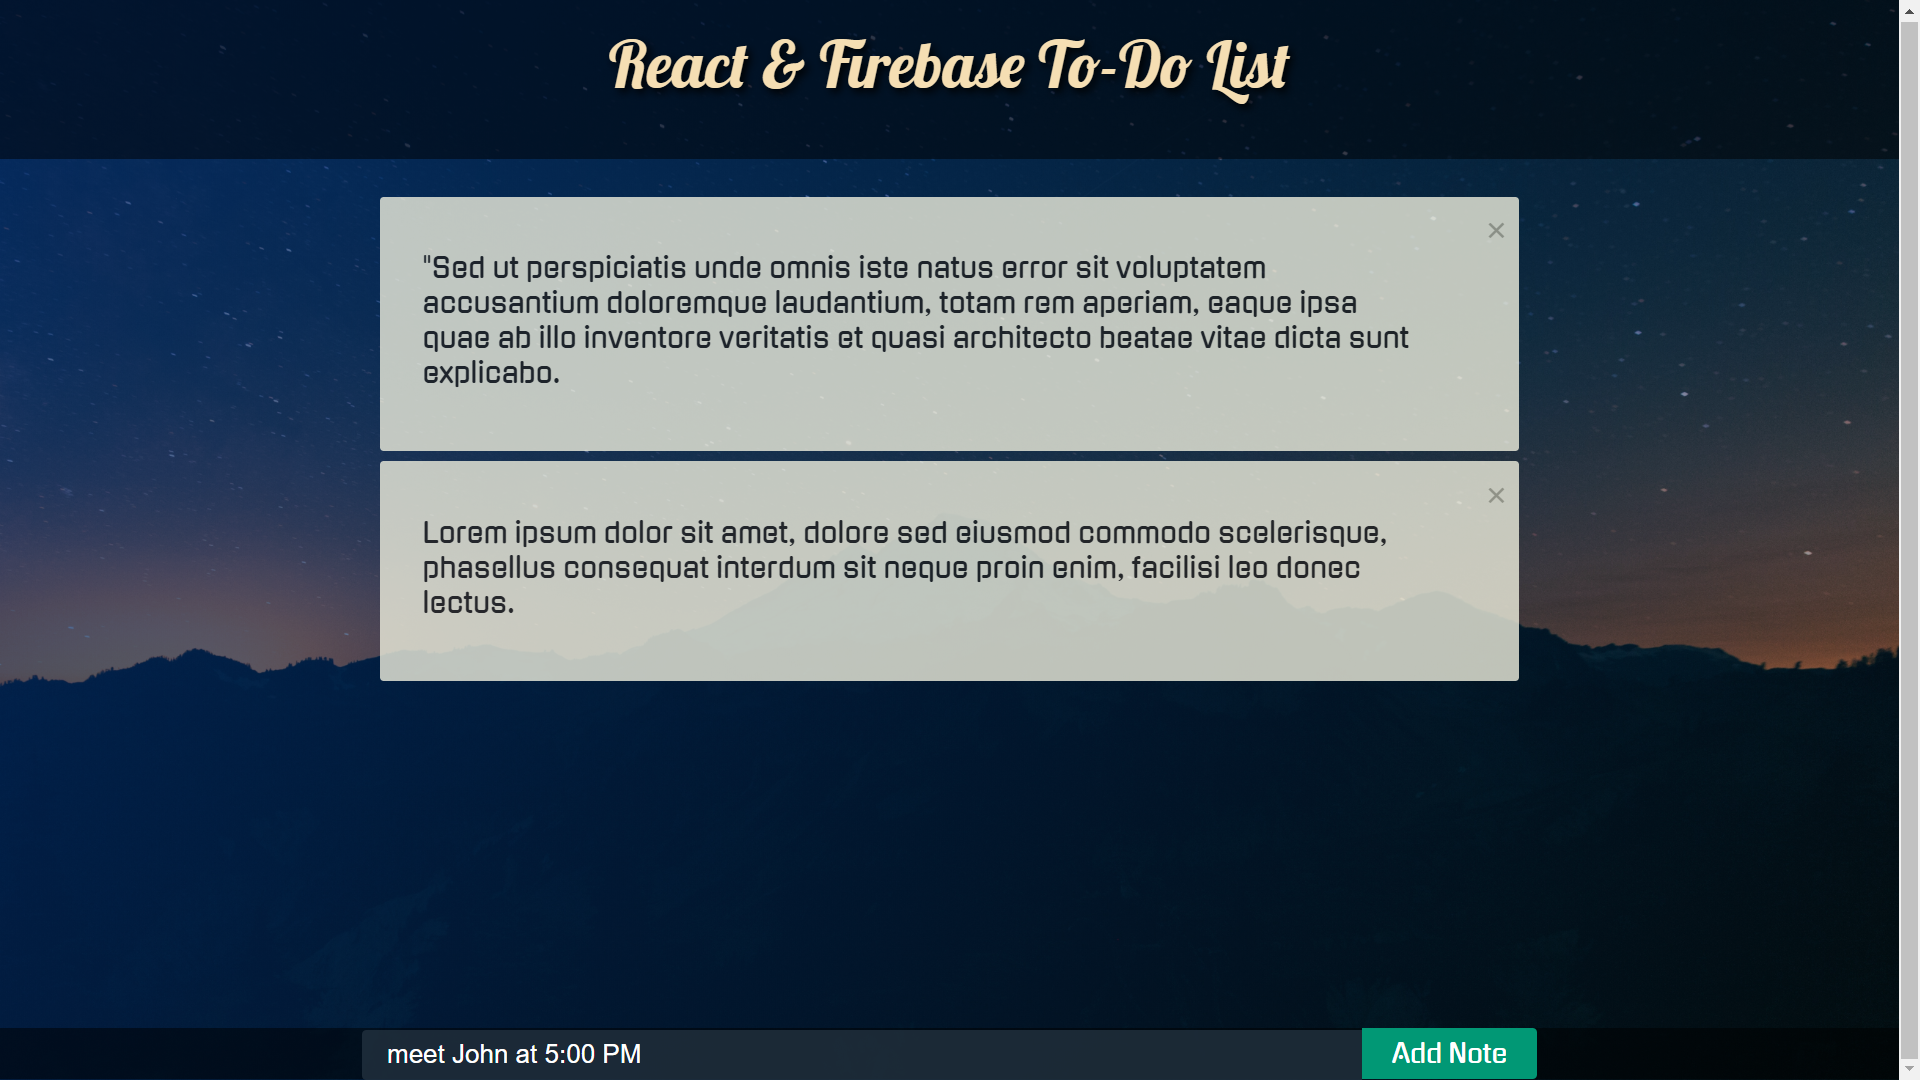 React & Firebase To-Do List
×
"Sed ut perspiciatis unde omnis iste natus error sit voluptatem
accusantium doloremque laudantium, totam rem aperiam, eaque ipsa
quae ab illo inventore veritatis et quasi architecto beatae vitae dicta sunt
explicabo.
×
Lorem ipsum dolor sit amet, dolore sed eiusmod commodo scelerisque,
phasellus consequat interdum sit neque proin enim, facilisi leo donec
lectus.
meet John at 5:00 PM
Add Note